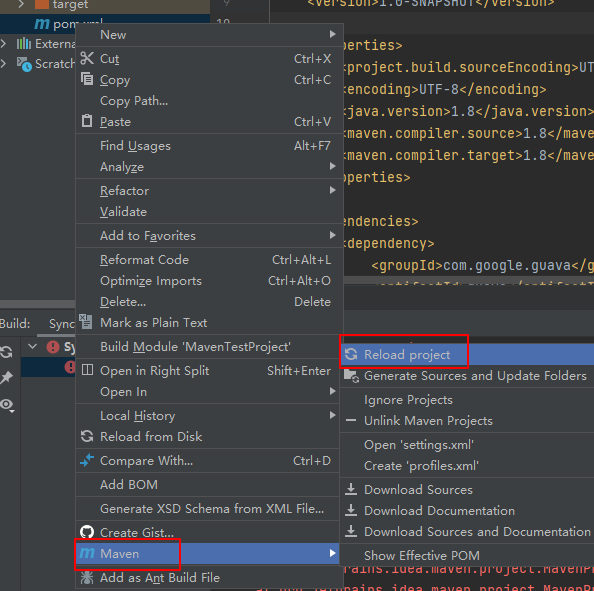 target
<version>1.0-SNAPSHOT</version>
9
pom.xml
10
Externa
Scratch
New
Cut Ctrl+X
Copy Ctrl+C
Copy Path...
Paste Ctrl+V
Find Usages Alt+F7
Analyze
Refactor
Validate
Add to Favorites
Reformat Code Ctrl+Alt+L
Optimize Imports Ctrl+Alt+O
Delete... Delete
Mark as Plain Text
Build Module 'MavenTestProject'
Open in Right Split Shift+Enter
Open In
Local History
Reload from Disk
Compare With... Ctrl+D
Add BOM
Generate XSD Schema from XML File...
Create Gist...
Maven
Add as Ant Build File
perties>
<project.build.sourceEncoding>UT
<encoding>UTF-8</encoding>
<java.version>1.8</java.version>
<maven.compiler.source>1.8</mave
<maven.compiler.target>1.8</mave
operties>
endencies>
<dependency>
<groupId>com.google.guava</g
Build: Sync
Sy
Reload project
Generate Sources and Update Folders
Ignore Projects
Unlink Maven Projects
Open 'settings.xml'
Create 'profiles.xml'
Download Sources
Download Documentation
Download Sources and Documentation
Show Effective POM
rains.idea.maven.project.MavenP